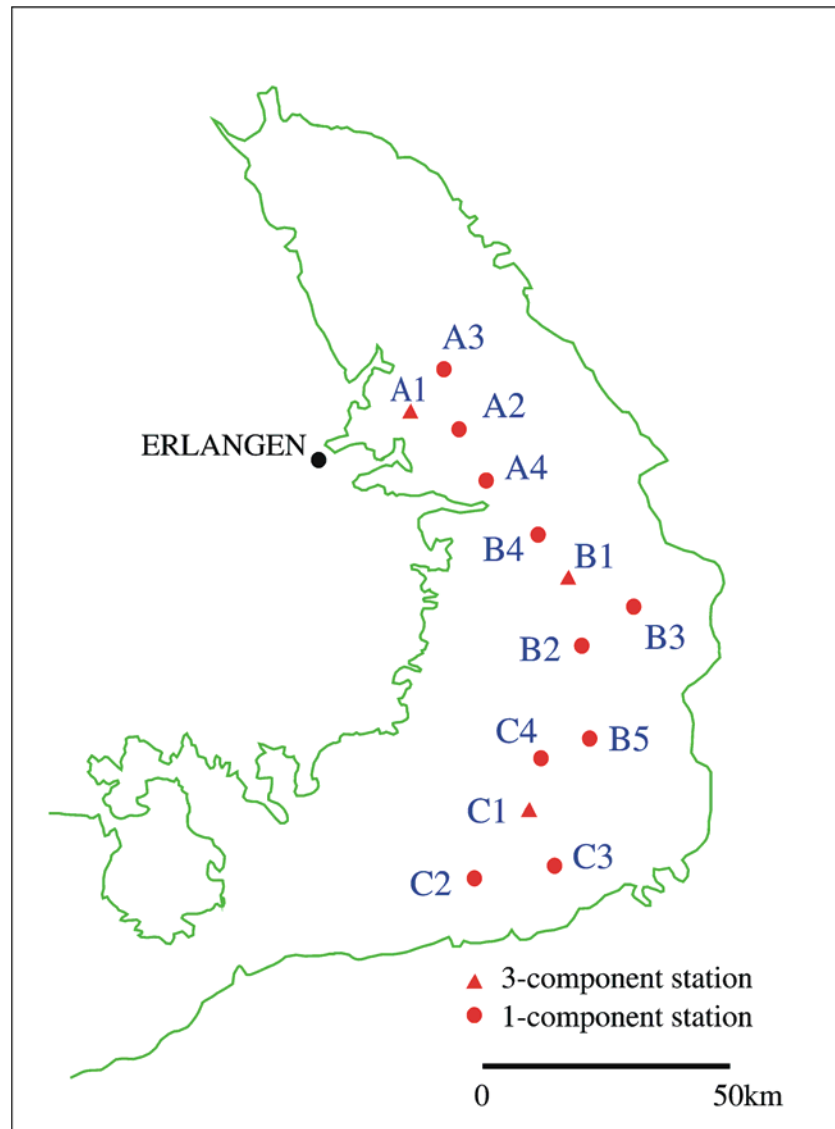 A3
A1
A2
ERLANGEN
A4
B4
B1
B3
B2
C4
B5
C1
C3
C2
3-component station
1-component station
0 50km